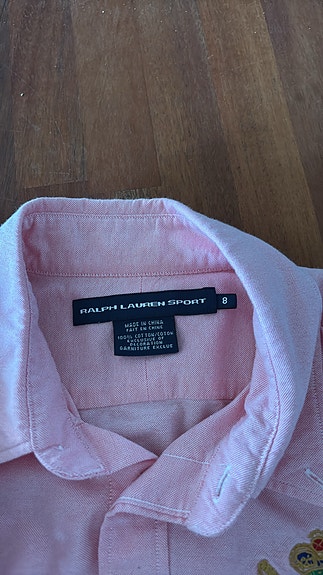 RALPH LAUREN SPORT 8
MADE IN CHINA
FAIT EN CHINE
100% COTTON/COTON
EXCLUSIVE OF
DECORATION
GARNITURE EXCLUE